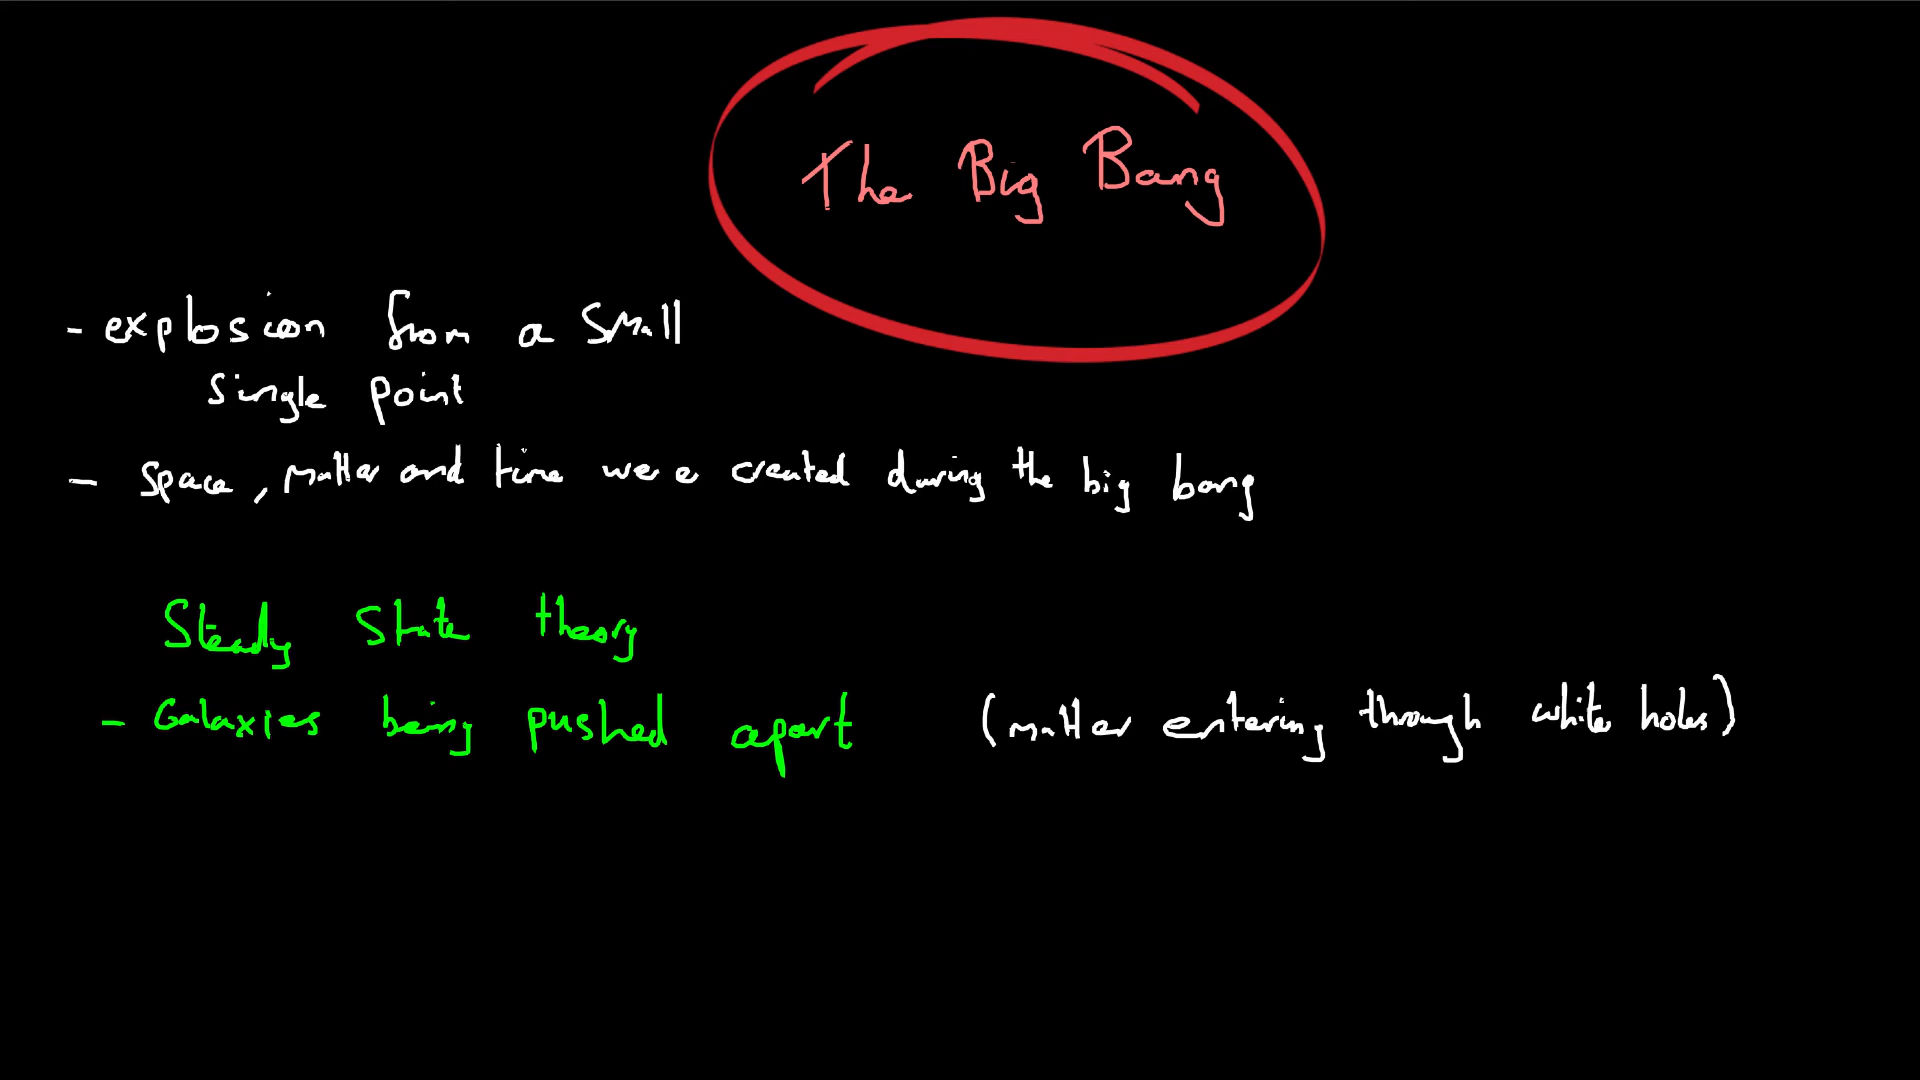 The Big Bang
- explosion from a small
single point
- space, matter and time were created during the big bang
Steady State theory
- Galaxies being pushed apart (matter entering through white holes)